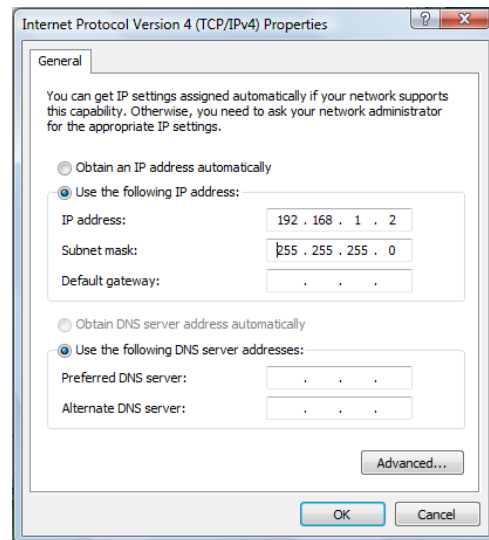 Internet Protocol Version 4 (TCP/IPv4) Properties
General
You can get IP settings assigned automatically if your network supports
this capability. Otherwise, you need to ask your network administrator
for the appropriate IP settings.
Obtain an IP address automatically
Use the following IP address:
IP address: 192 . 168 . 1 . 2
Subnet mask: 255 . 255 . 255 . 0
Default gateway: . . .
Obtain DNS server address automatically
Use the following DNS server addresses:
Preferred DNS server: . . .
Alternate DNS server: . . .
Advanced...
OK Cancel